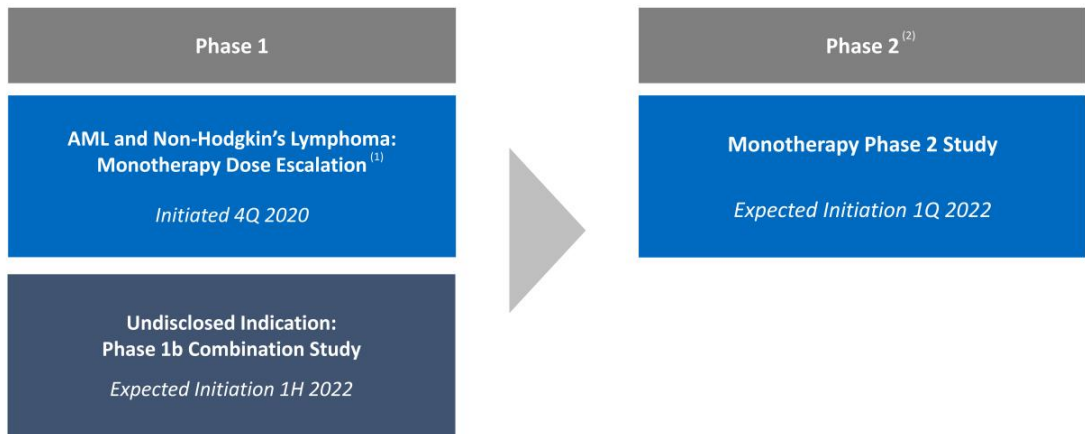 Phase 1
AML and Non-Hodgkin's Lymphoma:
Monotherapy Dose Escalation (1)
Initiated 4Q 2020
Undisclosed Indication:
Phase 1b Combination Study
Expected Initiation 1H 2022
Phase 2 (2)
Monotherapy Phase 2 Study
Expected Initiation 1Q 2022